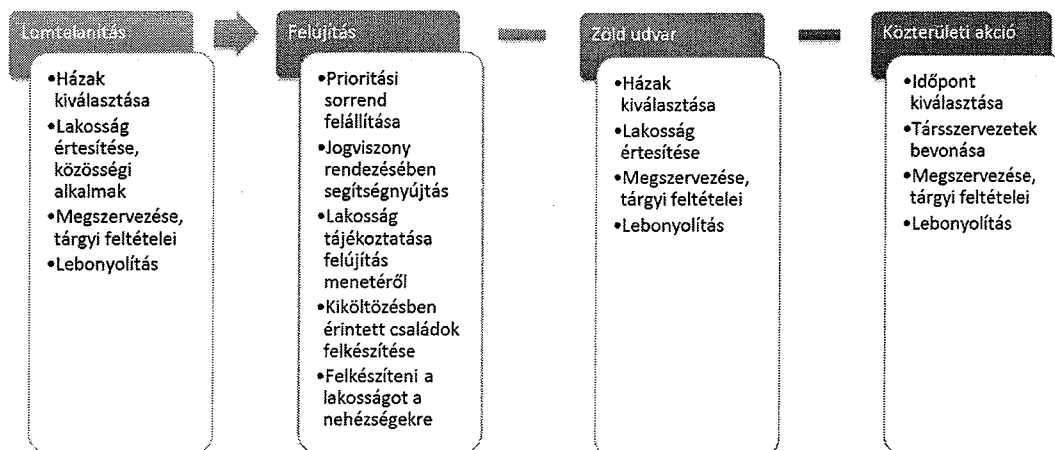 Lomtalanítás
•Házak
kiválasztása
•Lakosság
értesítése,
közösségi
alkalmak
•Megszervezése,
tárgyi feltételei
•Lebonyolítás
Felújítás
•Prioritási
sorrend
felállítása
•Jogviszony
rendezésében
segítségnyújtás
•Lakosság
tájékoztatása
felújítás
menetéről
•Kiköltözésben
érintett családok
felkészítése
•Felkészíteni a
lakosságot a
nehézségekre
Zöld udvar
•Házak
kiválasztása
•Lakosság
értesítése
•Megszervezése,
tárgyi feltételei
•Lebonyolítás
Közterületi akció
•Időpont
kiválasztása
•Társszervezetek
bevonása
•Megszervezése,
tárgyi feltételei
•Lebonyolítás